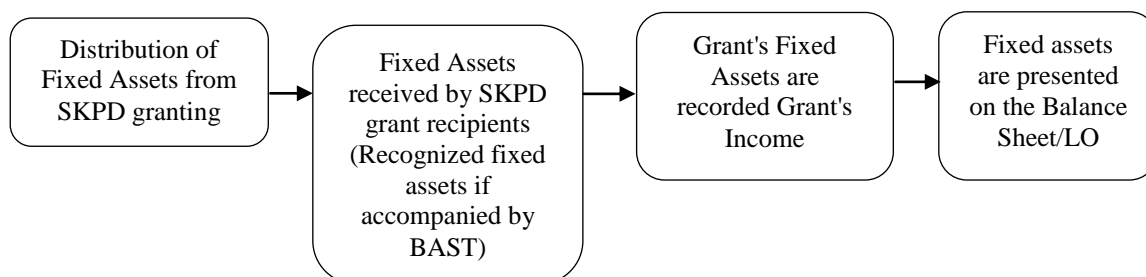 Distribution of
Fixed Assets from
SKPD granting
Fixed Assets
received by SKPD
grant recipients
(Recognized fixed
assets if
accompanied by
BAST)
Grant's Fixed
Assets are
recorded Grant's
Income
Fixed assets
are presented
on the Balance
Sheet/LO